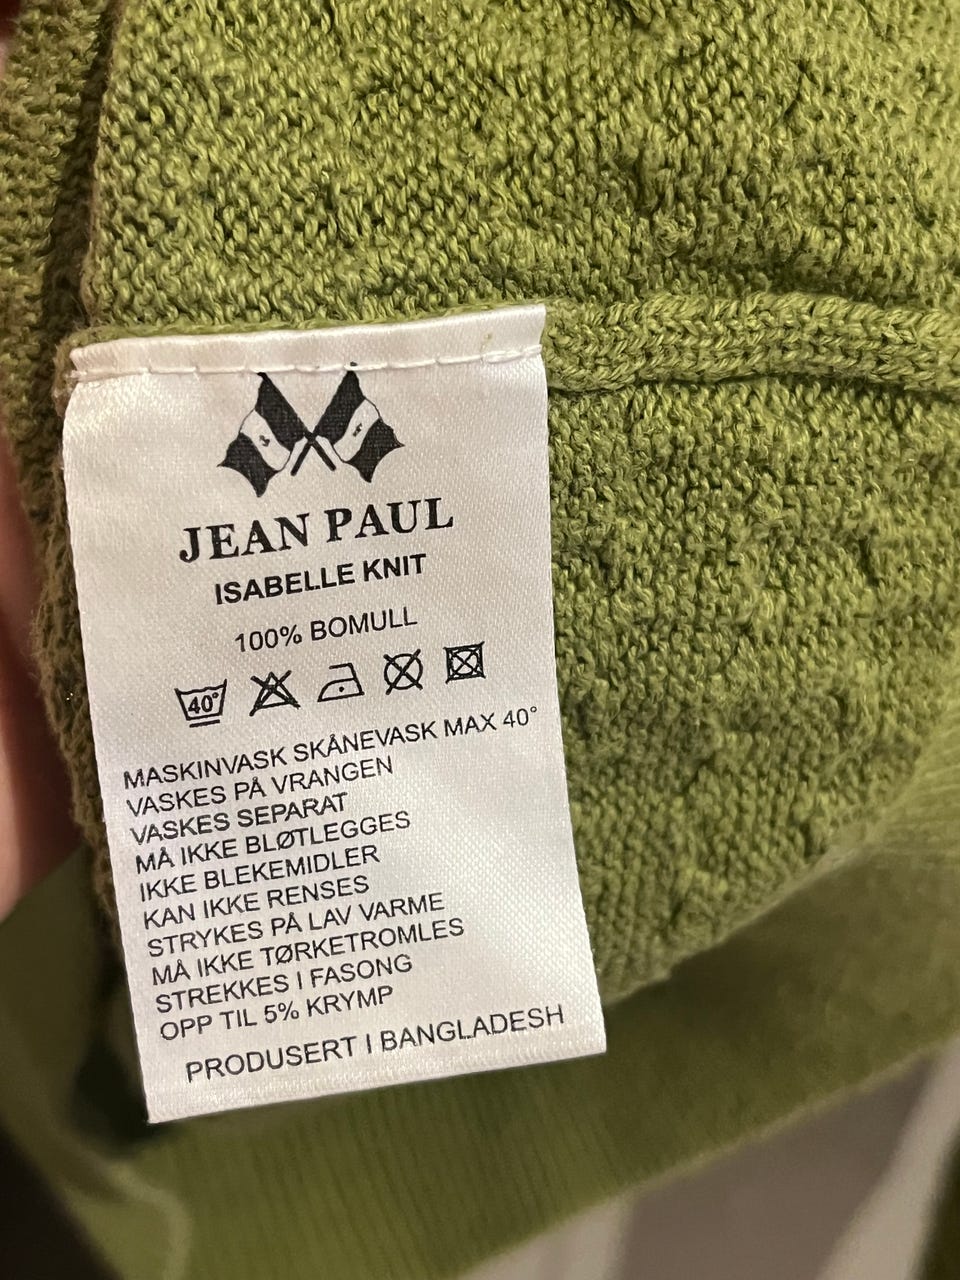 JEAN PAUL
ISABELLE KNIT
100% BOMULL
40°
MASKINVASK SKÅNEVASK MAX 40°
VASKES PÅ VRANGEN
VASKES SEPARAT
MÅ IKKE BLØTLEGGES
IKKE BLEKEMIDLER
KAN IKKE RENSES
STRYKES PÅ LAV VARME
MÅ IKKE TØRKETROMLES
STREKKES I FASONG
OPP TIL 5% KRYMP
PRODUSERT I BANGLADESH